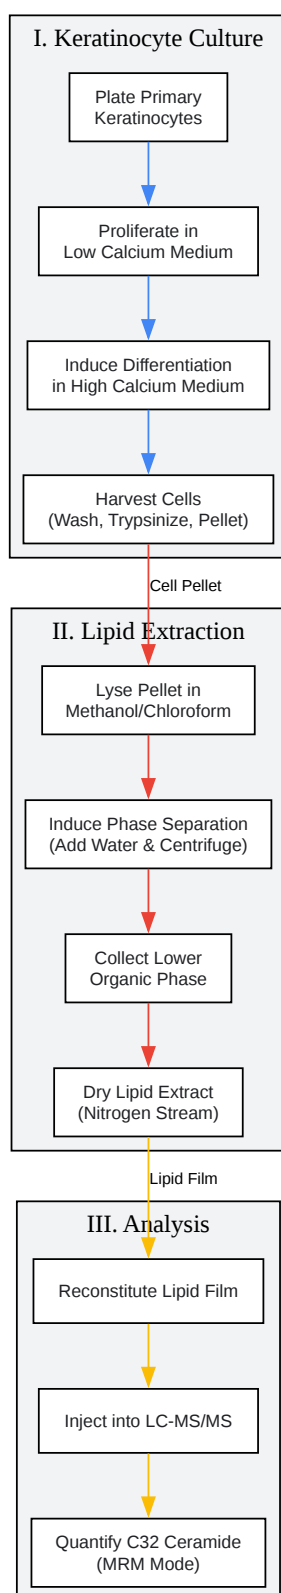 I. Keratinocyte Culture
Plate Primary
Keratinocytes
Proliferate in
Low Calcium Medium
Induce Differentiation
in High Calcium Medium
Harvest Cells
(Wash, Trypsinize, Pellet)
Cell Pellet
II. Lipid Extraction
Lyse Pellet in
Methanol/Chloroform
Induce Phase Separation
(Add Water & Centrifuge)
Collect Lower
Organic Phase
Dry Lipid Extract
(Nitrogen Stream)
Lipid Film
III. Analysis
Reconstitute Lipid Film
Inject into LC-MS/MS
Quantify C32 Ceramide
(MRM Mode)